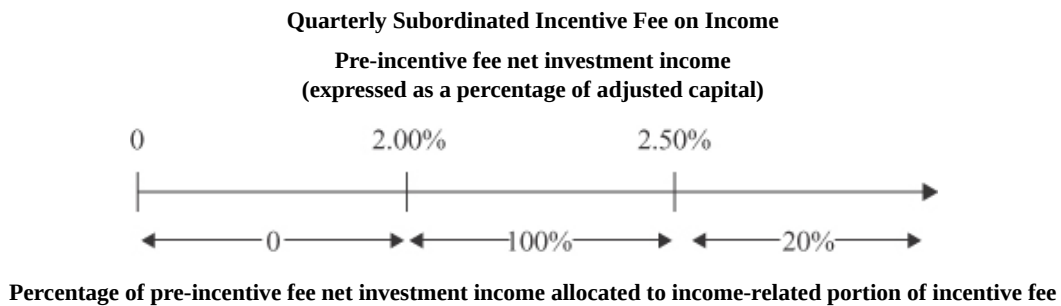 Quarterly Subordinated Incentive Fee on Income
Pre-incentive fee net investment income
(expressed as a percentage of adjusted capital)
0 2.00% 2.50%
0 100% 20%
Percentage of pre-incentive fee net investment income allocated to income-related portion of incentive fee